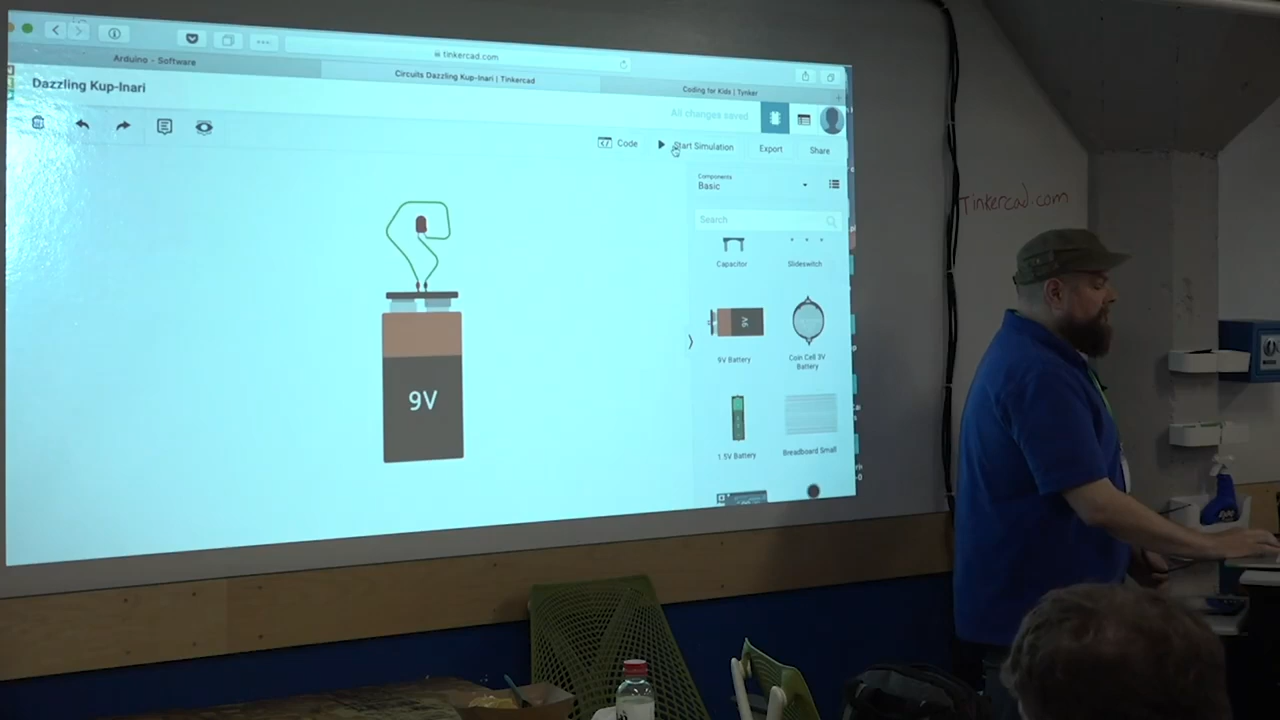 tinkercad.com
Arduino - Software
Circuits Dazzling Kup-Inari | Tinkercad
Coding for Kids | Tynker
Dazzling Kup-Inari
All changes saved
Code
Start Simulation
Export
Share
Components
Basic
Search
Capacitor
Slideswitch
9V
9V Battery
Coin Cell 3V
Battery
1.5V Battery
Breadboard Small
9V
Tinkercad.com